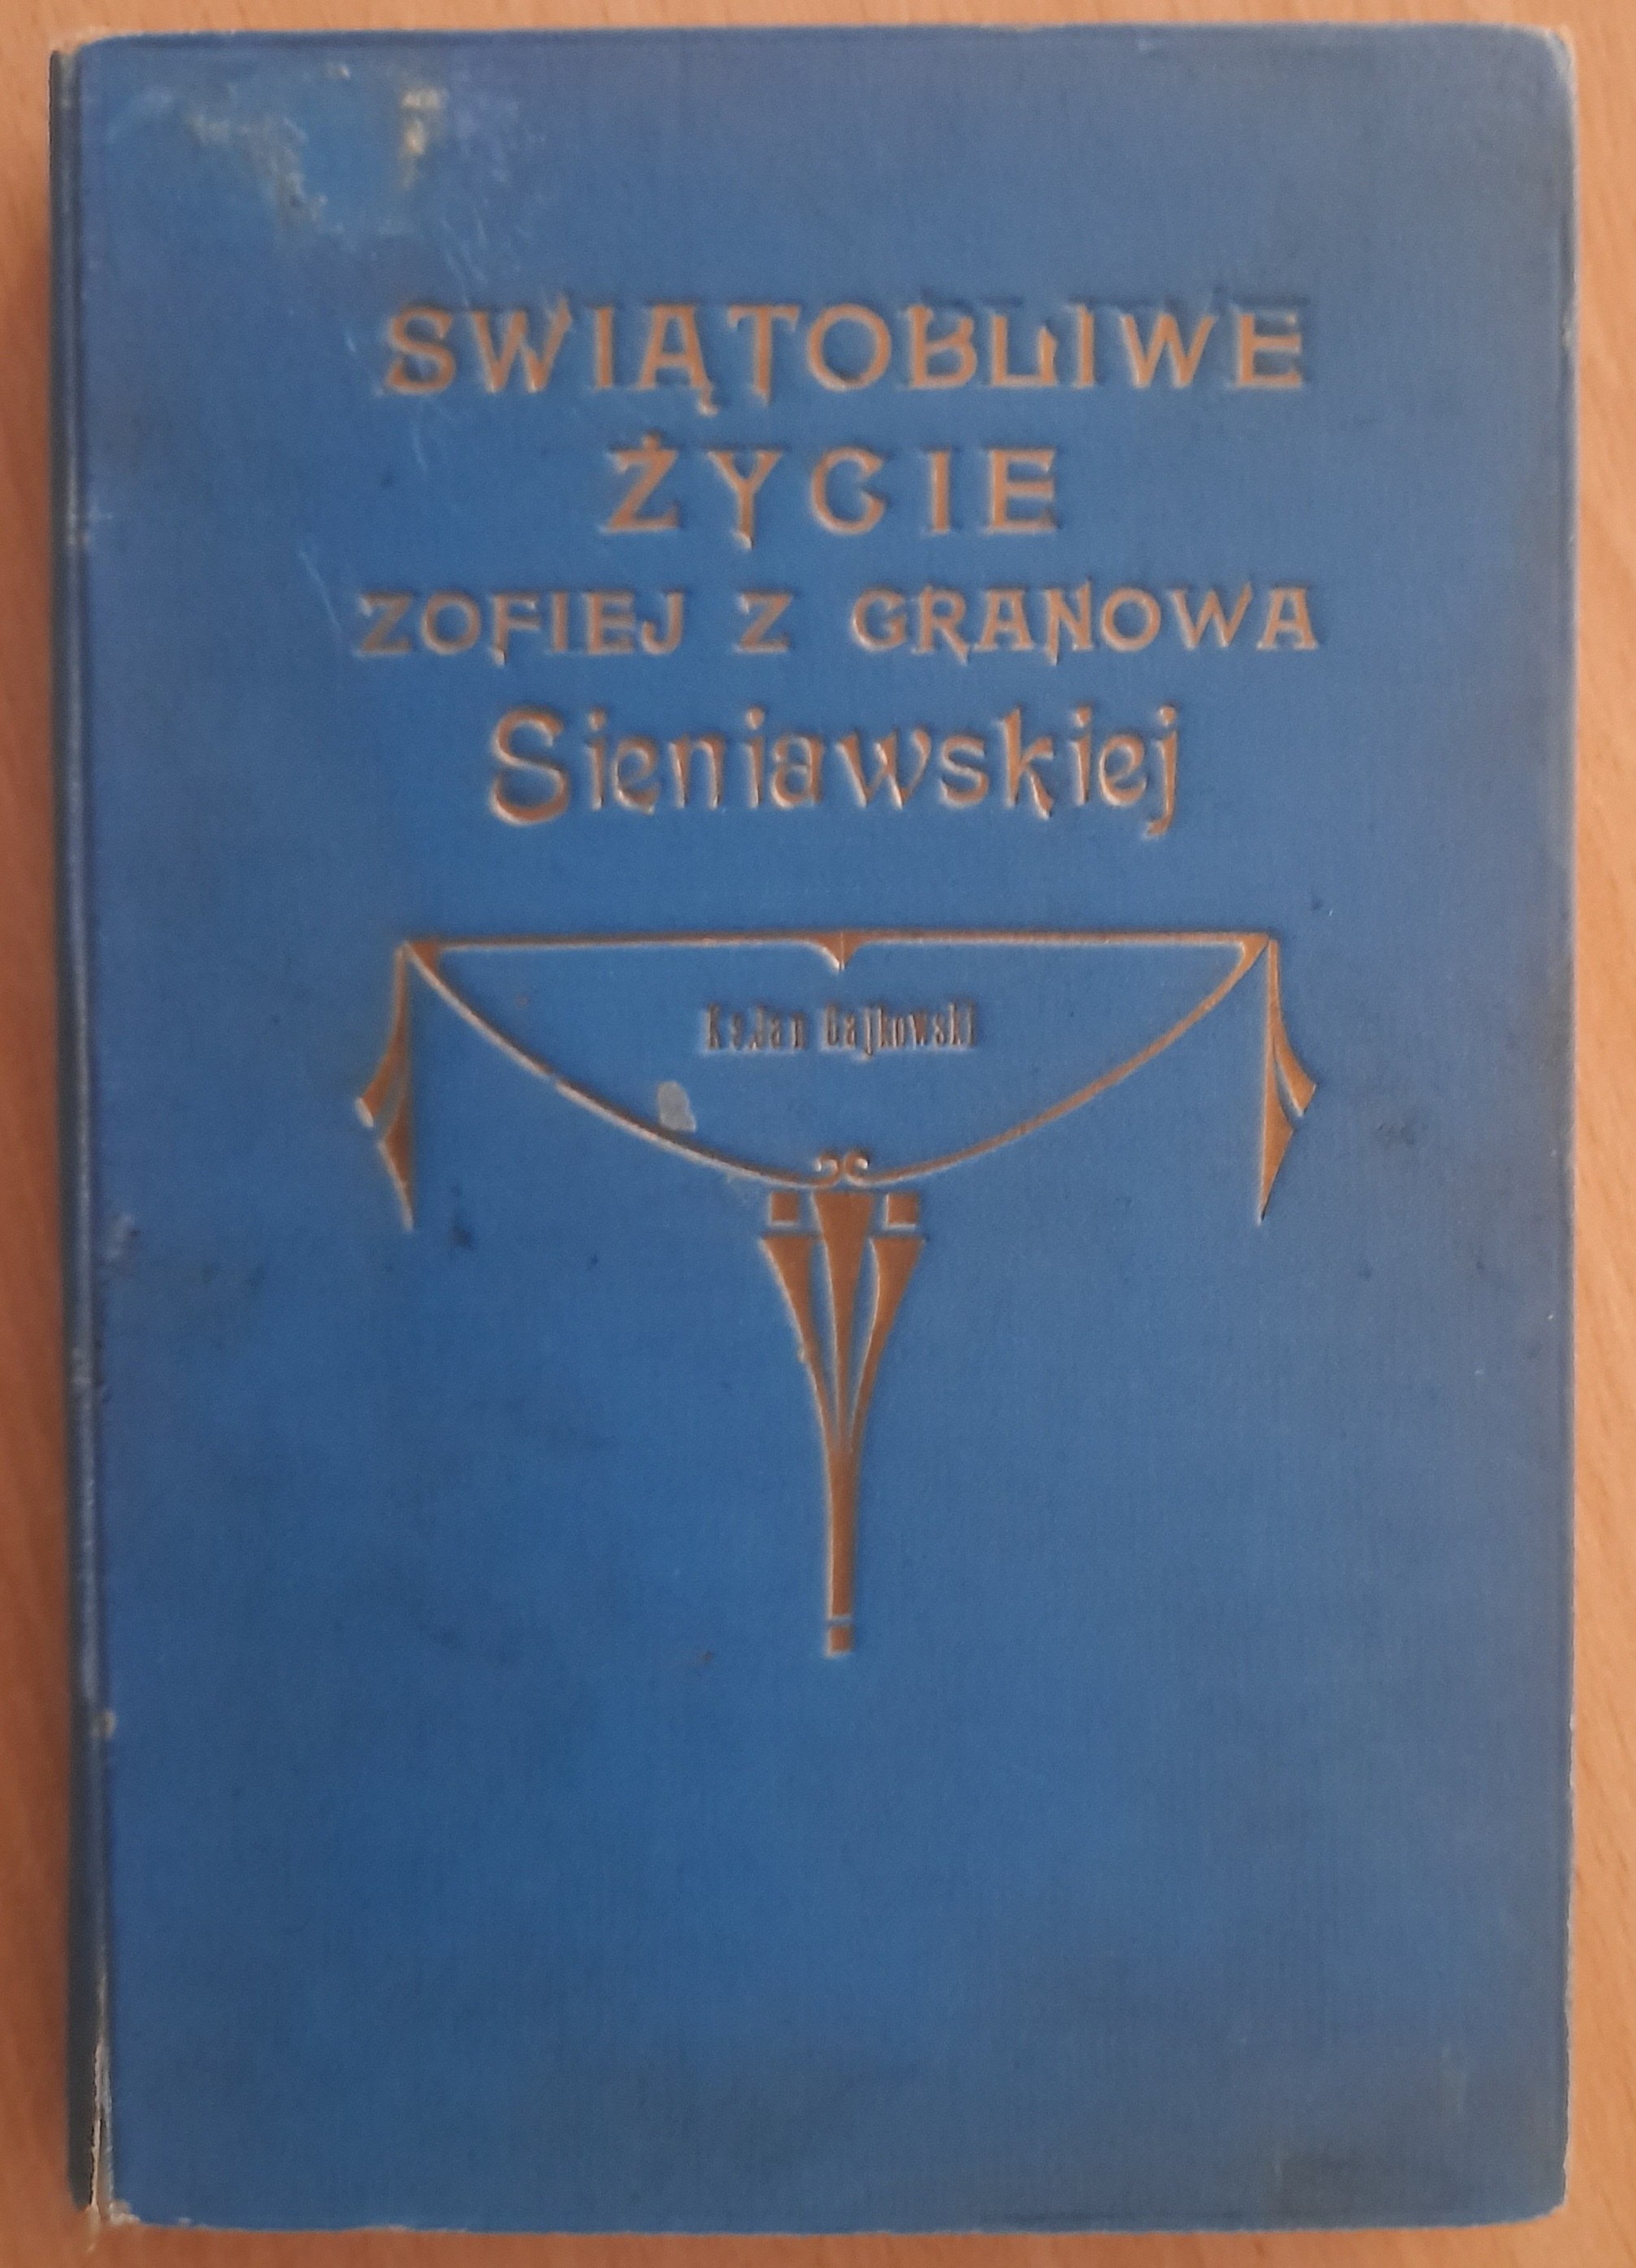 SWIĄTOBLIWE
ŻYCIE
ZOFIEJ Z GRANOWA
Sieniawskiej
Ks.Jan Gajkowski